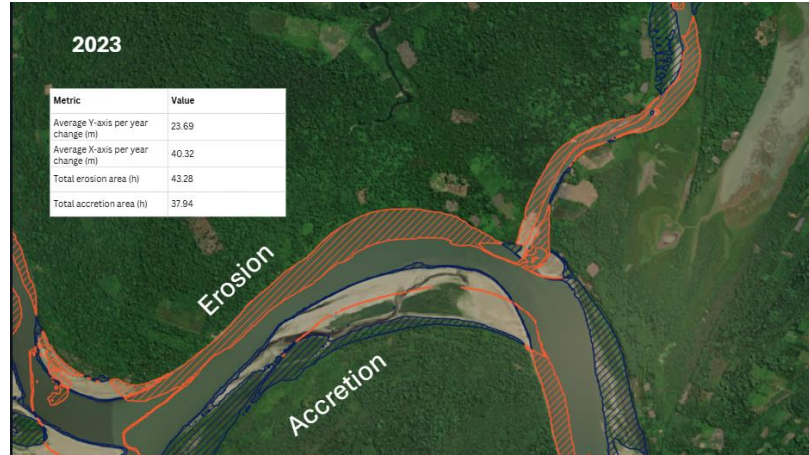 2023
Metric Value
Average Y-axis per year
change (m) 23.69
Average X-axis per year
change (m) 40.32
Total erosion area (h) 43.28
Total accretion area (h) 37.94
Erosion
Accretion